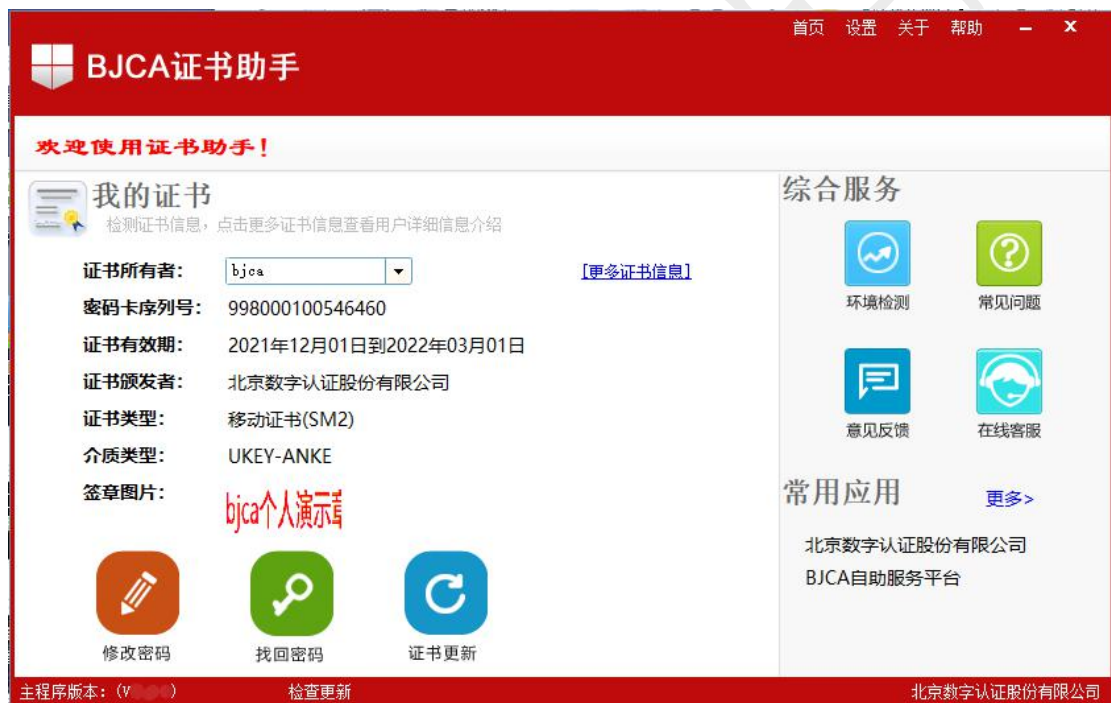 首页 设置 关于 帮助
BJCA证书助手
欢迎使用证书助手!
我的证书
检测证书信息，点击更多证书信息查看用户详细信息介绍
证书所有者： bjca [更多证书信息]
密码卡序列号： 998000100546460
证书有效期： 2021年12月01日到2022年03月01日
证书颁发者： 北京数字认证股份有限公司
证书类型： 移动证书(SM2)
介质类型： UKEY-ANKE
签章图片： bjca个人演示章
修改密码 找回密码 证书更新
综合服务
环境检测 常见问题
意见反馈 在线客服
常用应用 更多>
北京数字认证股份有限公司
BJCA自助服务平台
主程序版本：(V ) 检查更新 北京数字认证股份有限公司